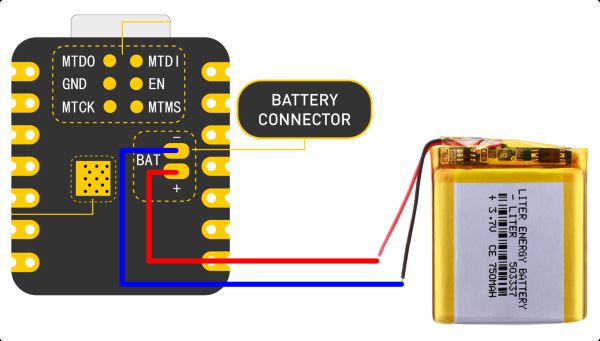 MTDO MTDI
GND EN
MTCK MTMS
BATTERY
CONNECTOR
−
BAT
+
LITER ENERGY BATTERY
- LITER 503337
+ 3.7V CE 750MAH